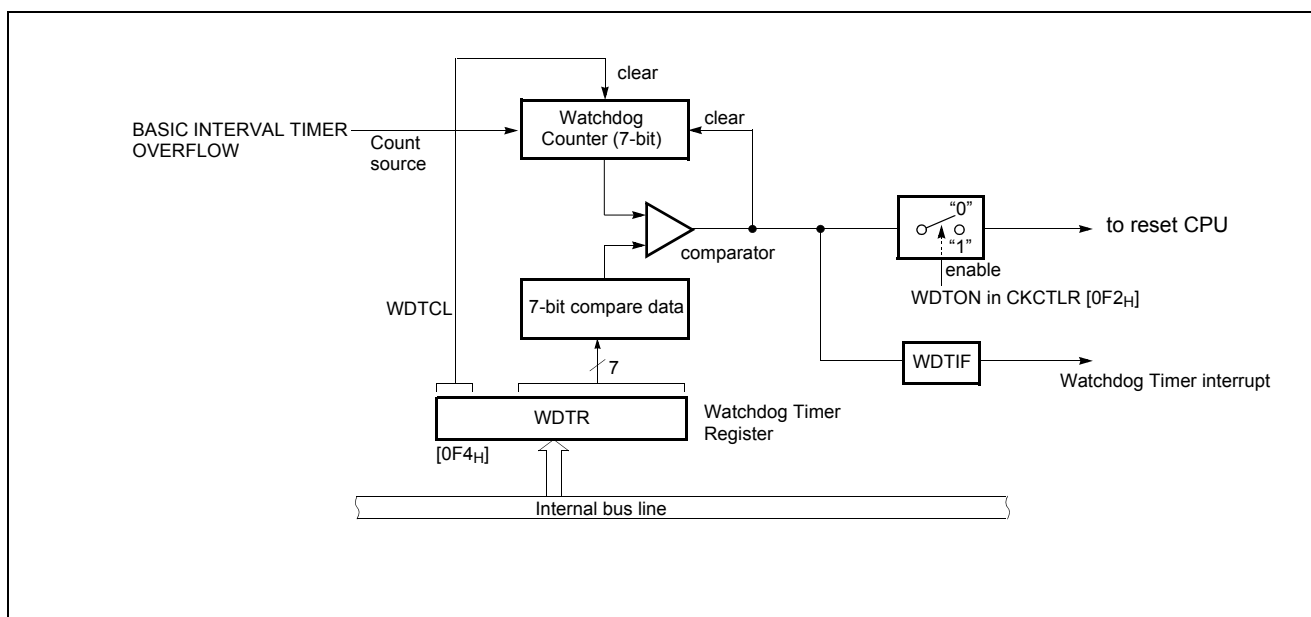 clear
BASIC INTERVAL TIMER
OVERFLOW
Count
source
Watchdog
Counter (7-bit)
clear
comparator
“0”
“1”
enable
to reset CPU
WDTON in CKCTLR [0F2H]
WDTCL
7-bit compare data
7
WDTIF
Watchdog Timer interrupt
WDTR
Watchdog Timer
Register
[0F4H]
Internal bus line